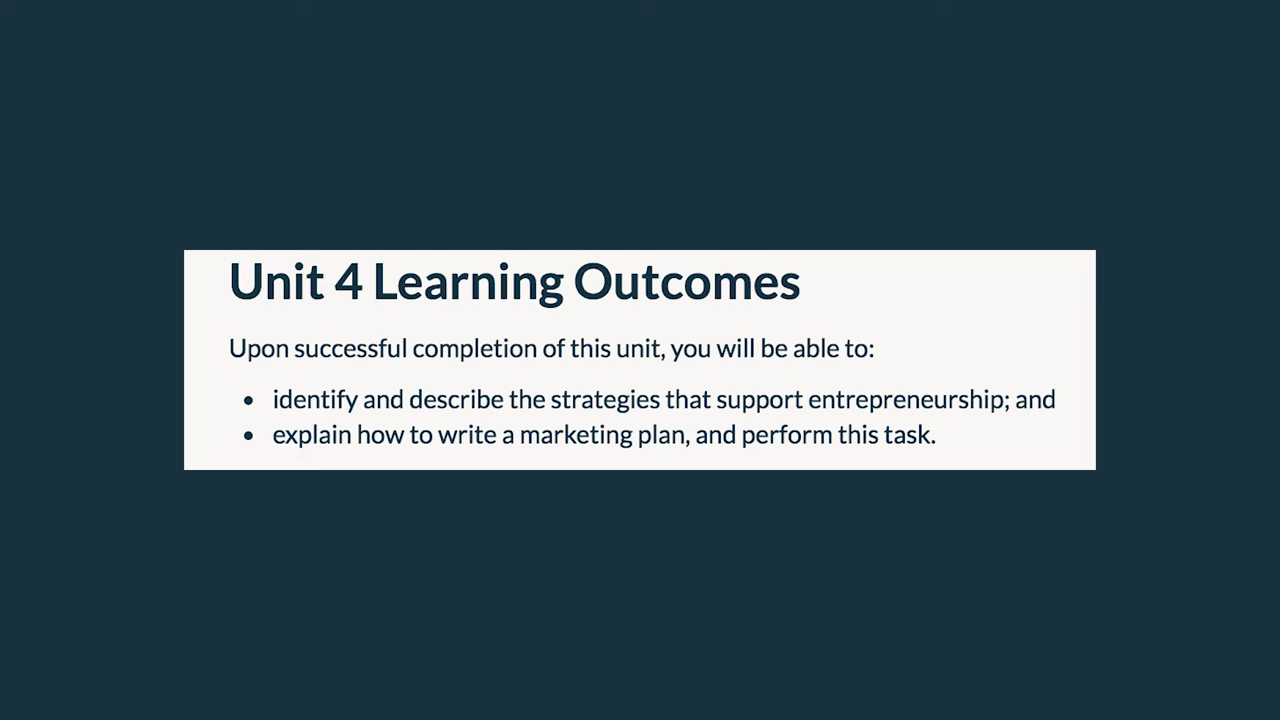 Unit 4 Learning Outcomes
Upon successful completion of this unit, you will be able to:
• identify and describe the strategies that support entrepreneurship; and
• explain how to write a marketing plan, and perform this task.